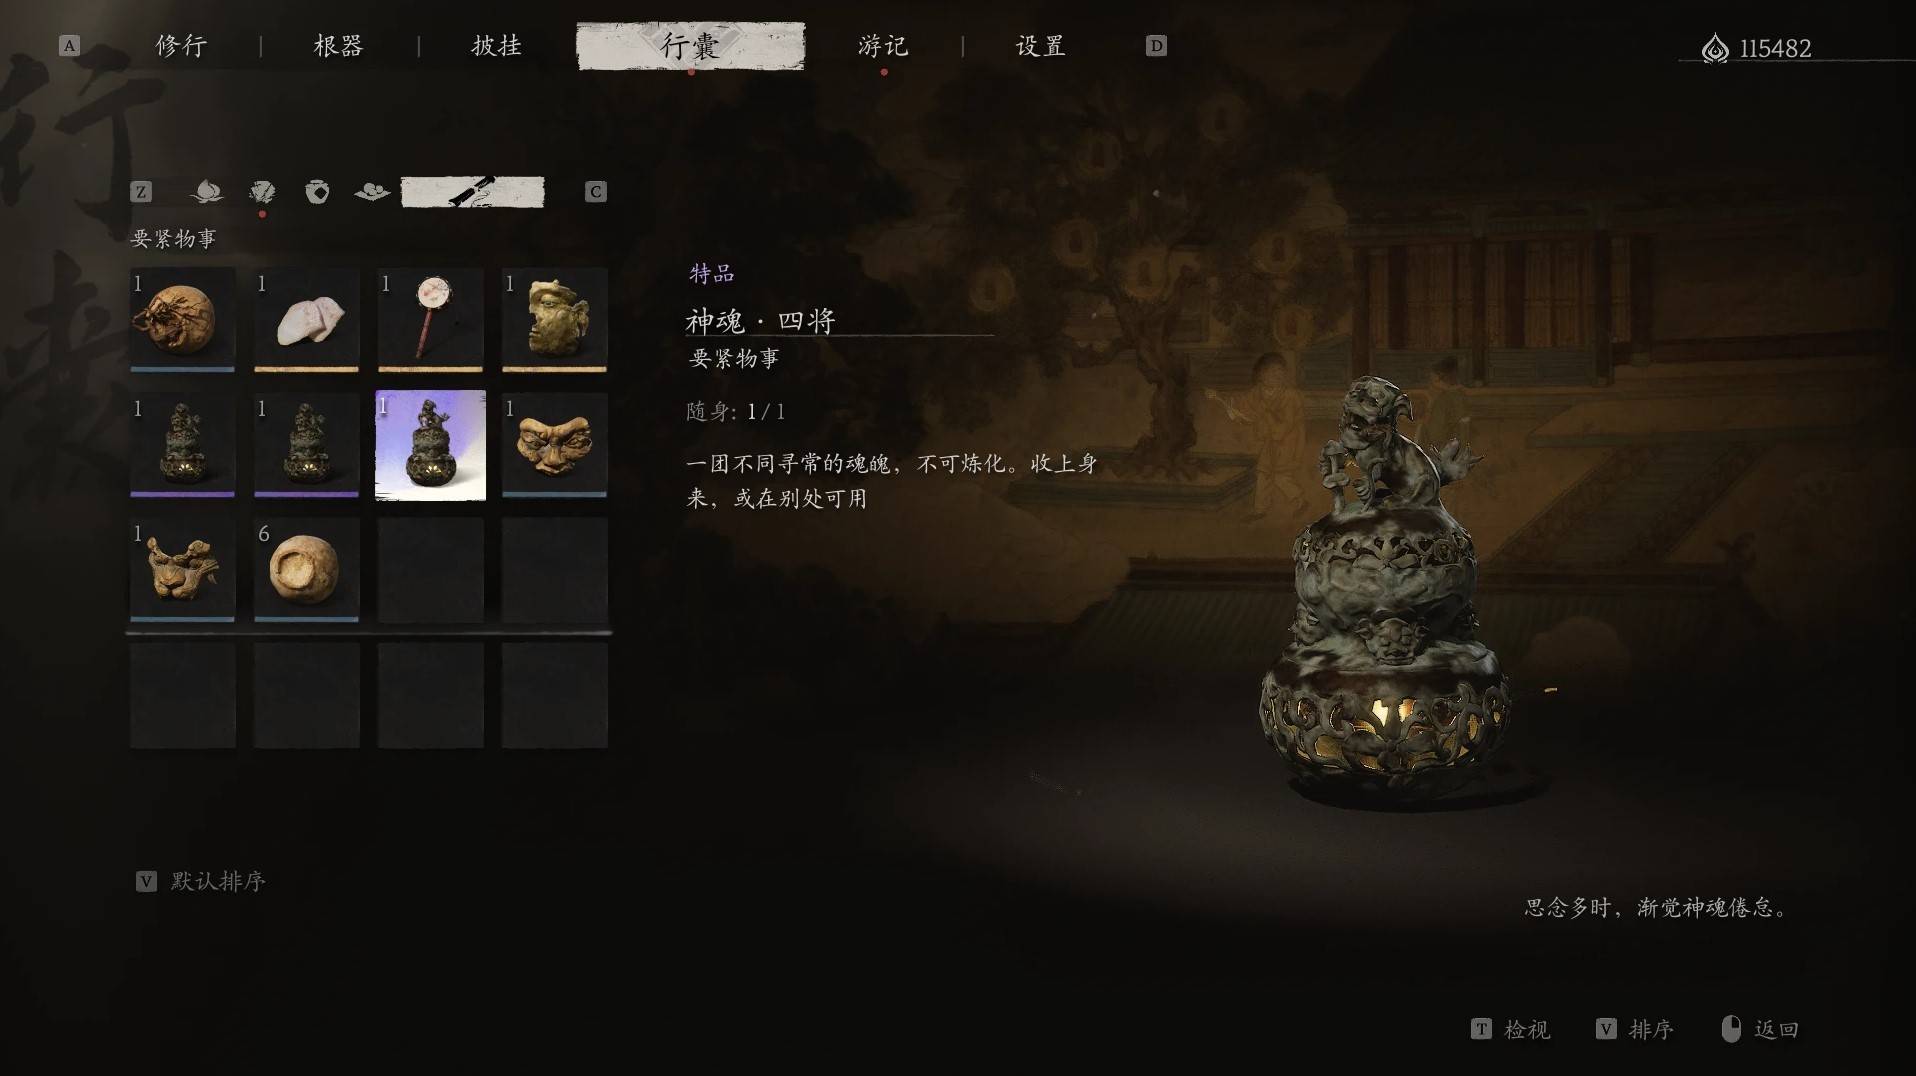 A 修行 | 根器 | 披挂 行囊 游记 | 设置 D 115482
行囊
Z C
要紧物事
1 1 1 1
1 1 1 1
1 6
特品
神魂·四将
要紧物事
随身: 1/1
一团不同寻常的魂魄，不可炼化。收上身
来，或在别处可用
V 默认排序
思念多时，渐觉神魂倦怠。
T 检视 V 排序 返回